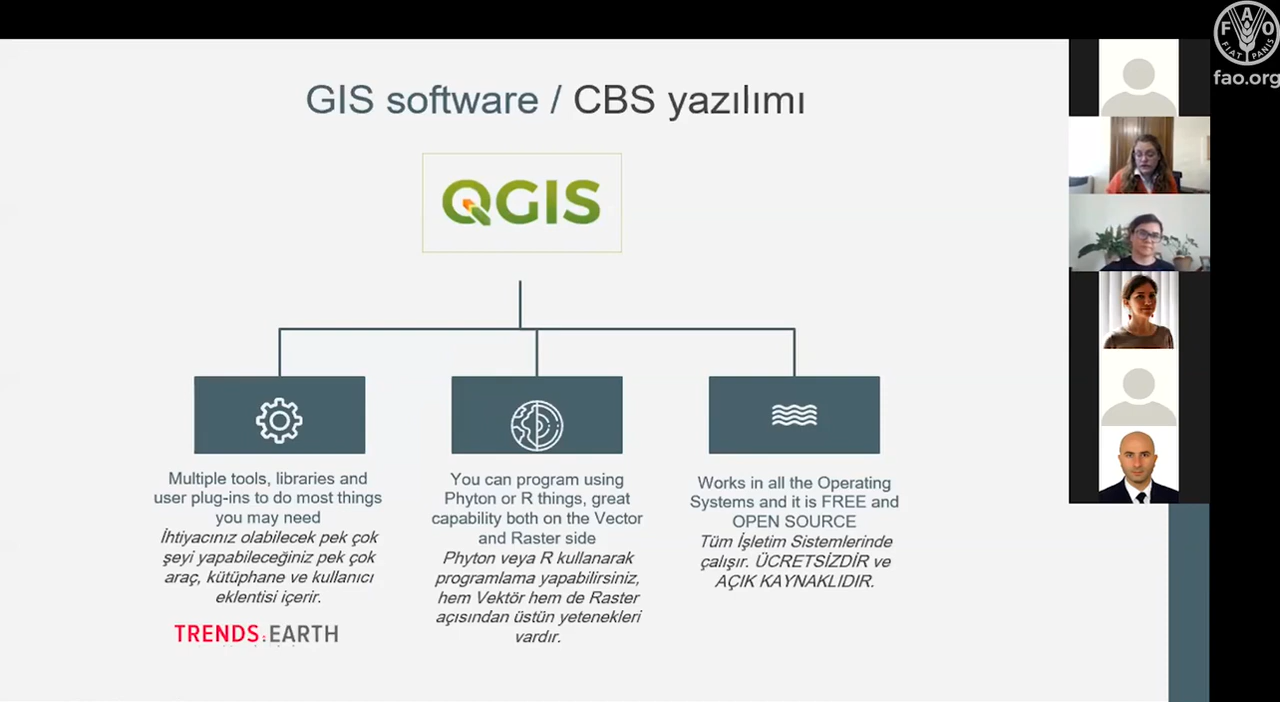 FAO
FIAT PANIS
fao.org
GIS software / CBS yazılımı
QGIS
Multiple tools, libraries and
user plug-ins to do most things
you may need
İhtiyacınız olabilecek pek çok
şeyi yapabileceğiniz pek çok
araç, kütüphane ve kullanıcı
eklentisi içerir.
TRENDS.EARTH
You can program using
Phyton or R things, great
capability both on the Vector
and Raster side
Phyton veya R kullanarak
programlama yapabilirsiniz,
hem Vektör hem de Raster
açısından üstün yetenekleri
vardır.
Works in all the Operating
Systems and it is FREE and
OPEN SOURCE
Tüm İşletim Sistemlerinde
çalışır. ÜCRETSİZDİR ve
AÇIK KAYNAKLIDIR.